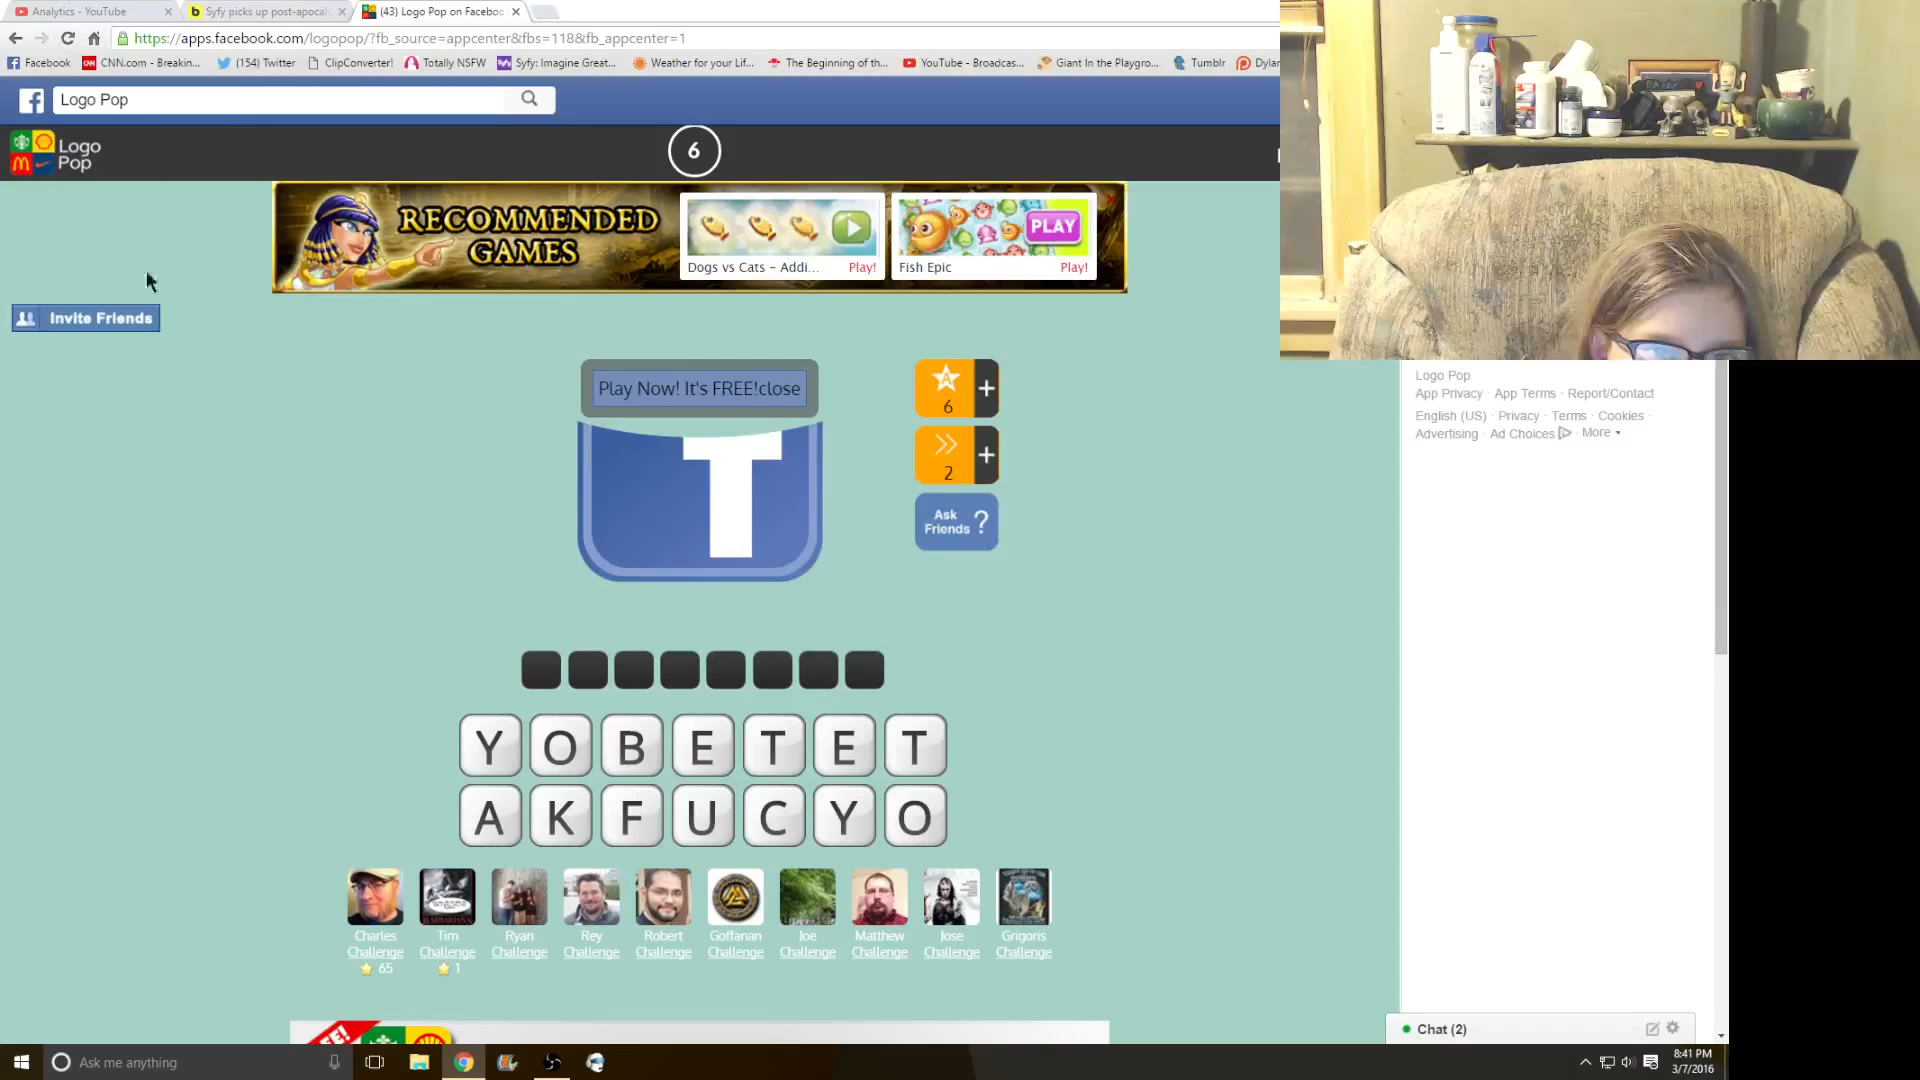 Analytics - YouTube
Syfy picks up post-apocal
(43) Logo Pop on Faceboo
https://apps.facebook.com/logopop/?fb_source=appcenter&fbs=118&fb_appcenter=1
Facebook
CNN.com - Breakin...
(154) Twitter
ClipConverter!
Totally NSFW
Syfy: Imagine Great...
Weather for your Lif...
The Beginning of th...
YouTube - Broadcas...
Giant In the Playgro...
Tumblr
Dylan
Logo Pop
Logo
Pop
6
RECOMMENDED
GAMES
PLAY
Dogs vs Cats - Addi... Play!
Fish Epic Play!
Invite Friends
Play Now! It's FREE!close
6 +
2 +
Ask
Friends ?
T
Y O B E T E T
A K F U C Y O
Charles Tim Ryan Rey Robert Goffanan Joe Matthew Jose Grigoris
Challenge Challenge Challenge Challenge Challenge Challenge Challenge Challenge Challenge Challenge
65 1
Logo Pop
App Privacy · App Terms · Report/Contact
English (US) · Privacy · Terms · Cookies ·
Advertising · Ad Choices · More
Chat (2)
Ask me anything
8:41 PM
3/7/2016